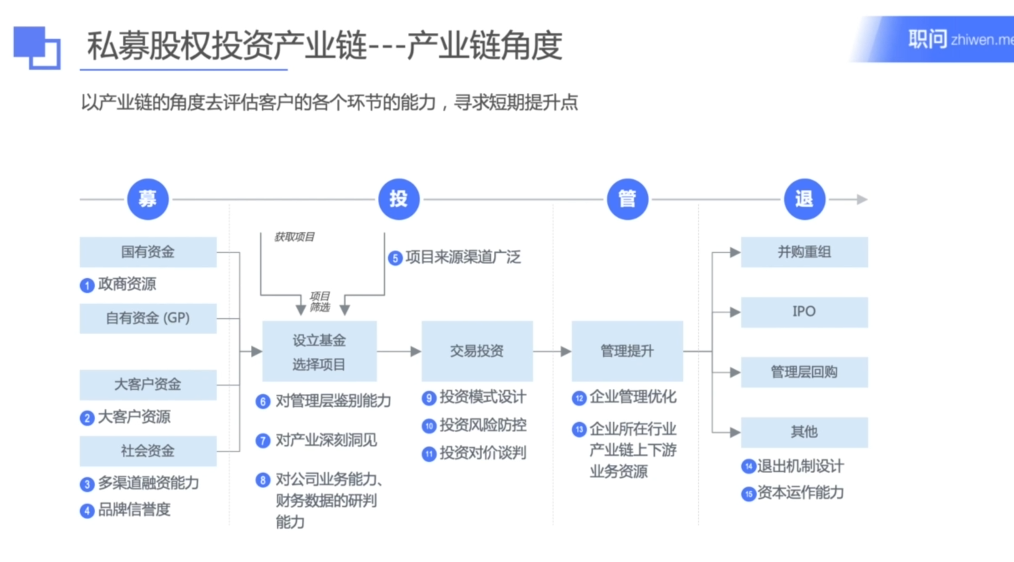 私募股权投资产业链---产业链角度
职问 zhiwen.me
以产业链的角度去评估客户的各个环节的能力，寻求短期提升点
募
投
管
退
国有资金
1 政商资源
自有资金 (GP)
大客户资金
2 大客户资源
社会资金
3 多渠道融资能力
4 品牌信誉度
获取项目
5 项目来源渠道广泛
项目
筛选
设立基金
选择项目
6 对管理层鉴别能力
7 对产业深刻洞见
8 对公司业务能力、
财务数据的研判
能力
交易投资
9 投资模式设计
10 投资风险防控
11 投资对价谈判
管理提升
12 企业管理优化
13 企业所在行业
产业链上下游
业务资源
并购重组
IPO
管理层回购
其他
14 退出机制设计
15 资本运作能力